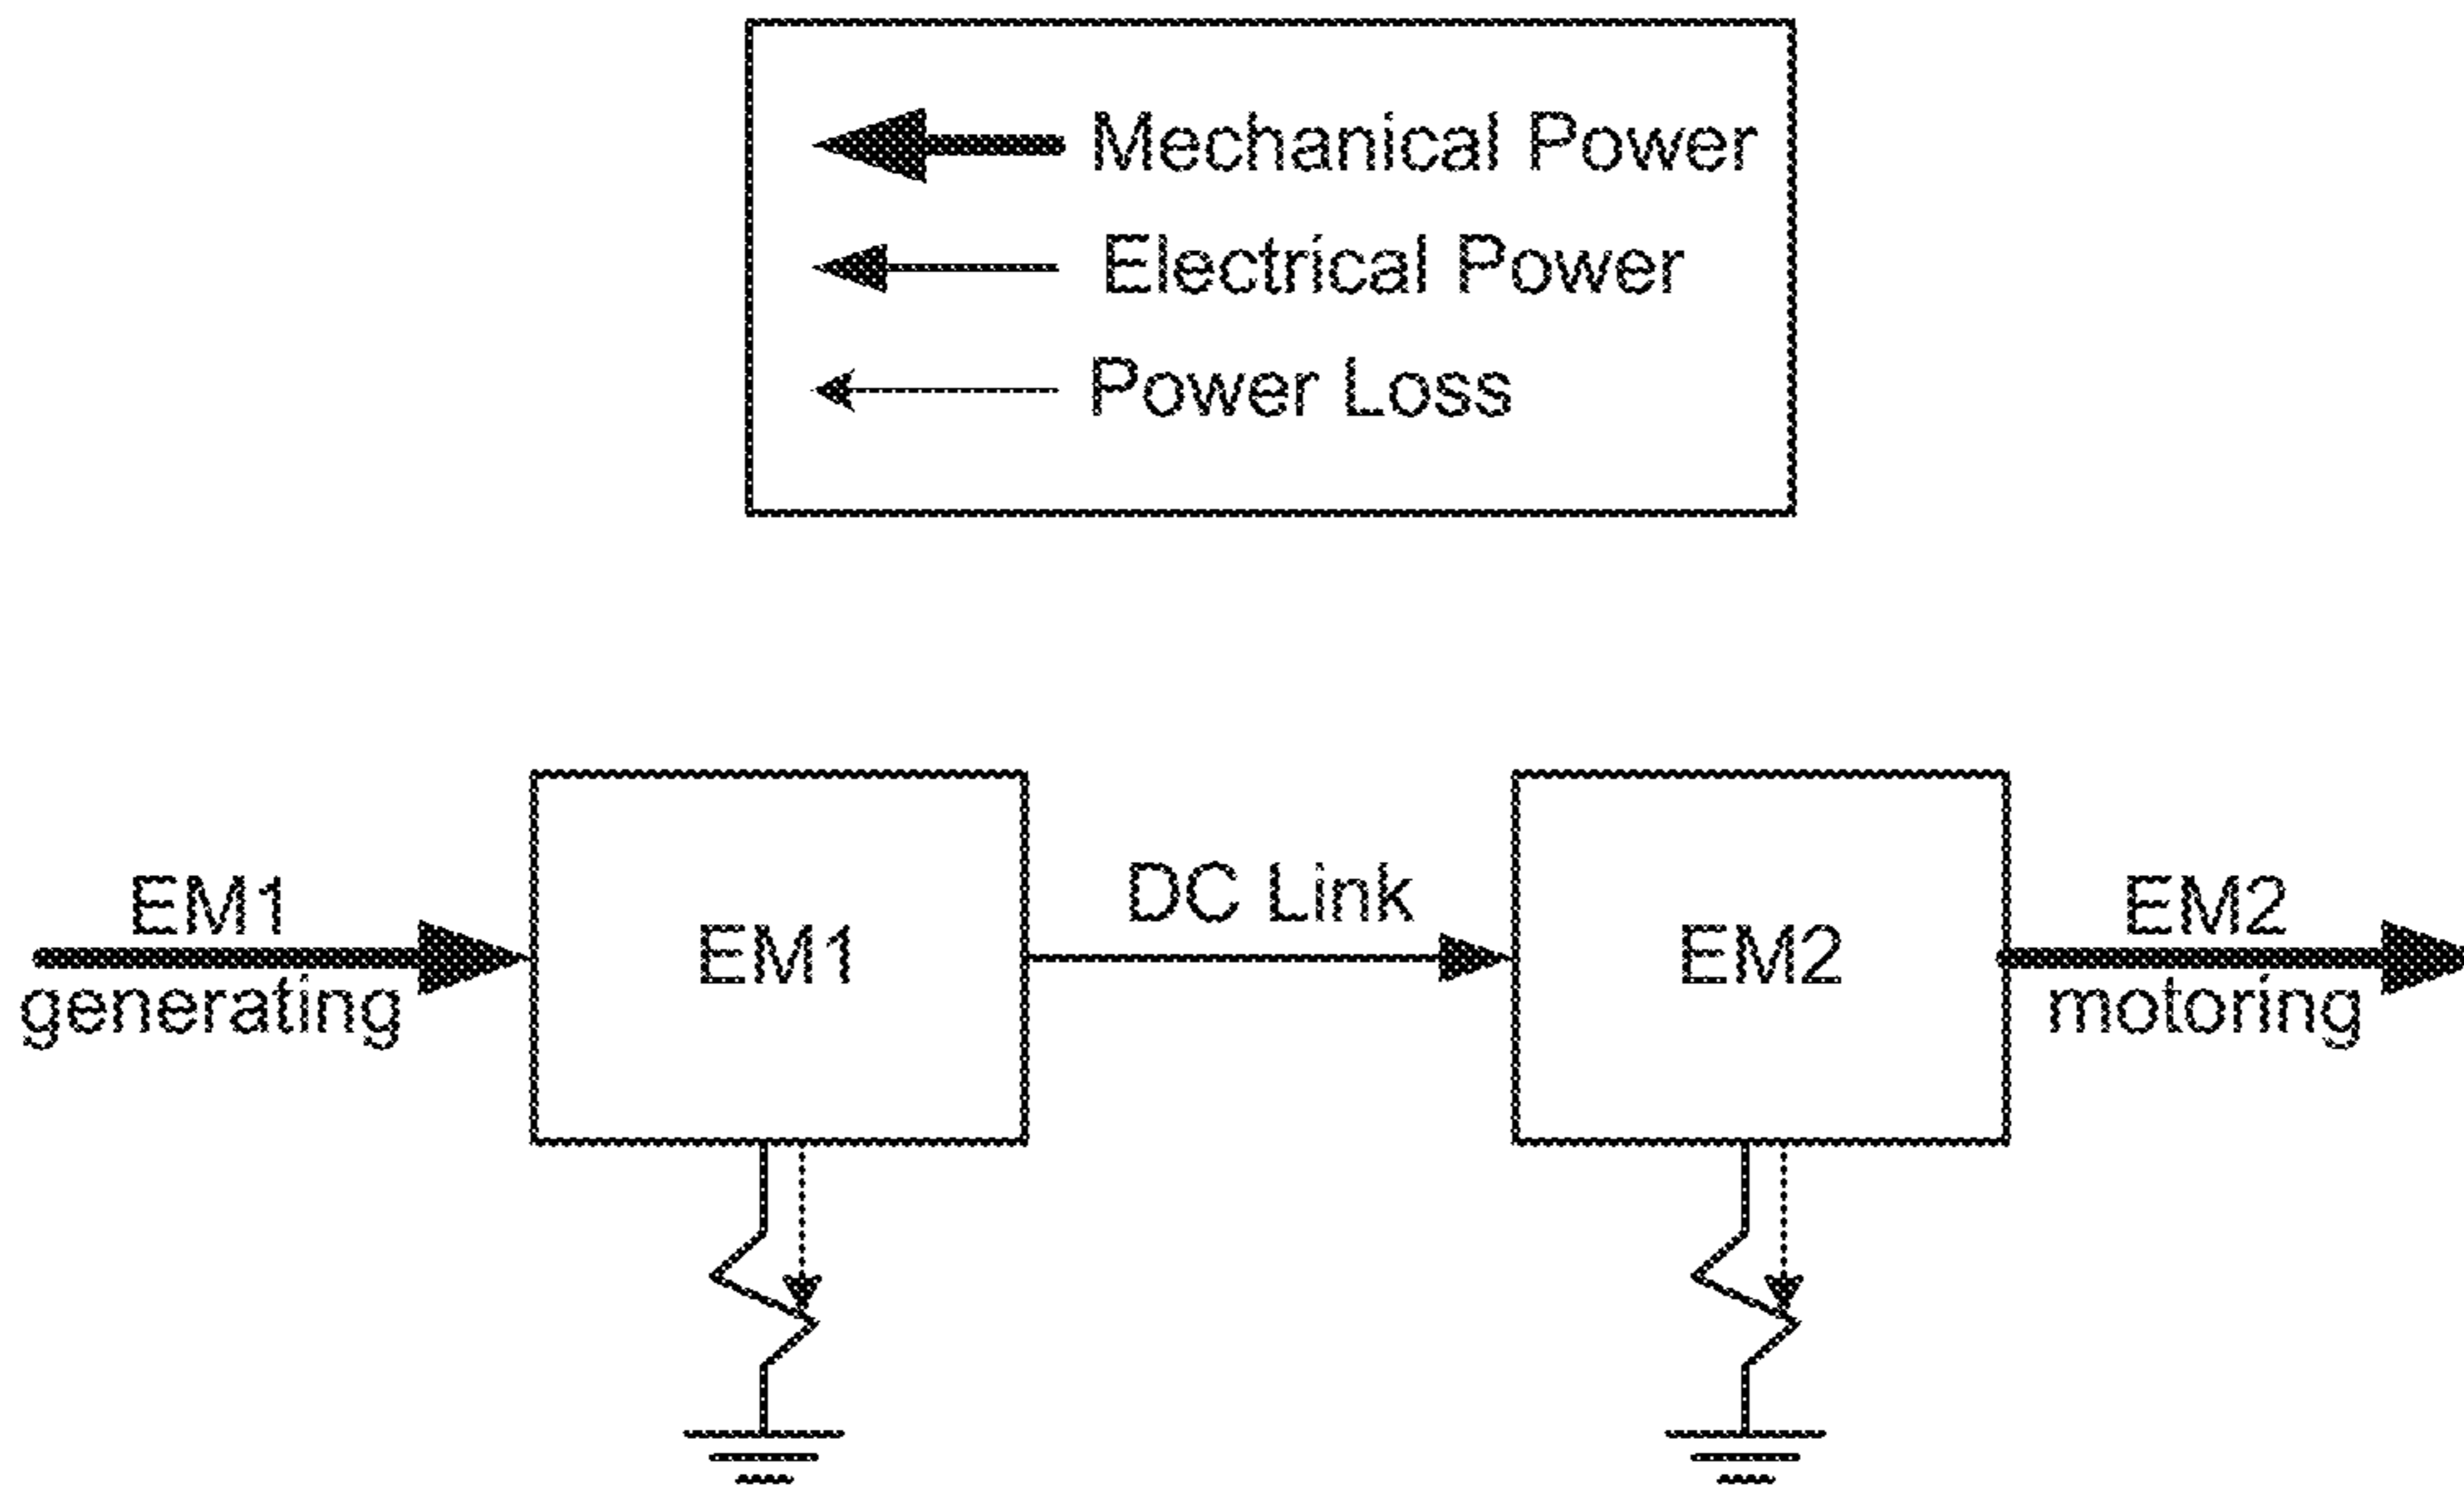 Mechanical Power
Electrical Power
Power Loss
EM1
generating
EM1
DC Link
EM2
EM2
motoring